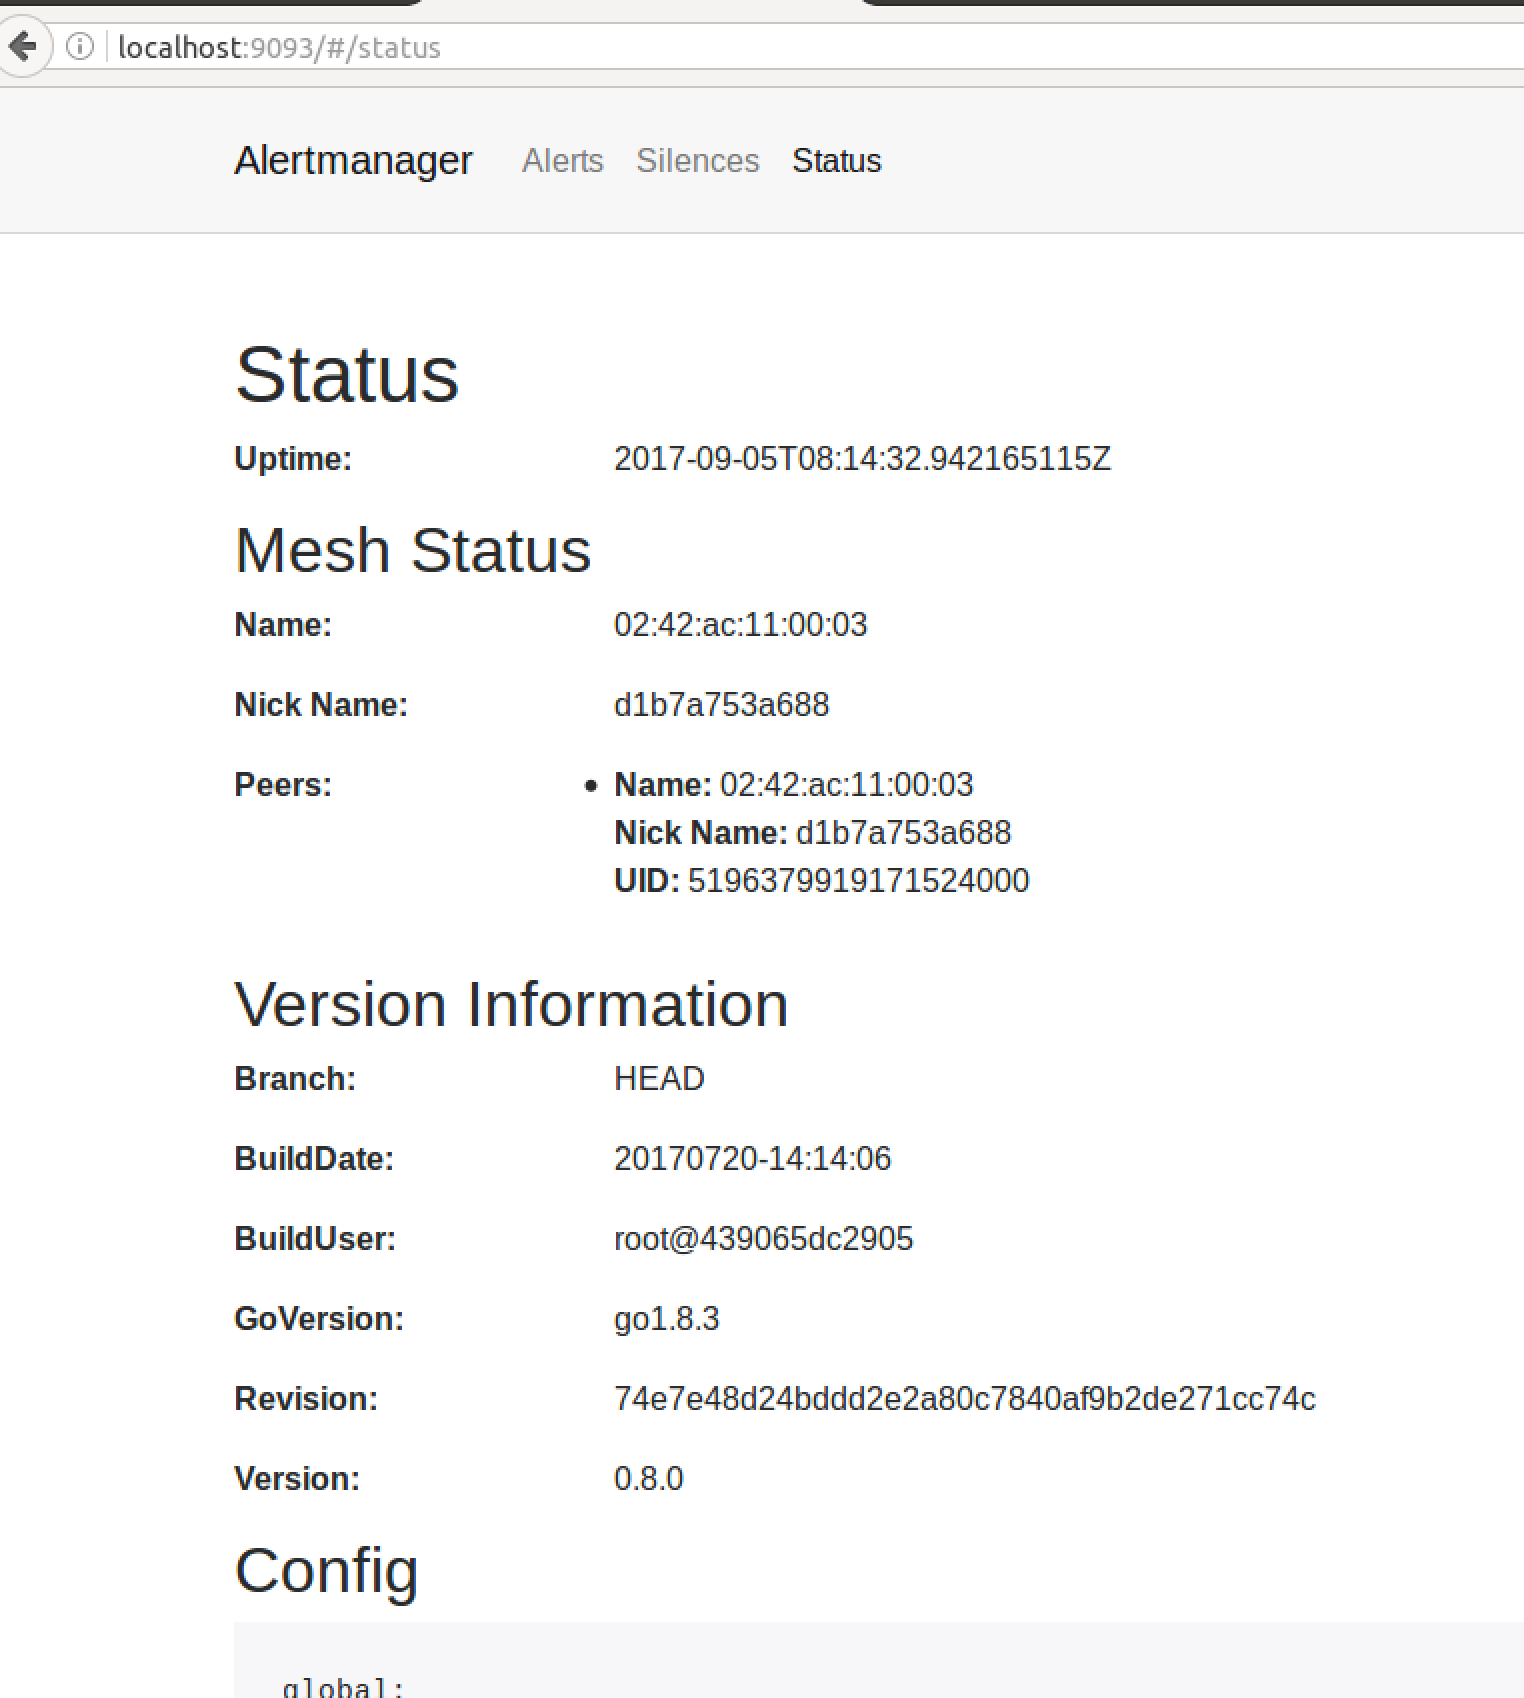 localhost:9093/#/status
Alertmanager Alerts Silences Status
Status
Uptime: 2017-09-05T08:14:32.942165115Z
Mesh Status
Name: 02:42:ac:11:00:03
Nick Name: d1b7a753a688
Peers: • Name: 02:42:ac:11:00:03
Nick Name: d1b7a753a688
UID: 5196379919171524000
Version Information
Branch: HEAD
BuildDate: 20170720-14:14:06
BuildUser: root@439065dc2905
GoVersion: go1.8.3
Revision: 74e7e48d24bddd2e2a80c7840af9b2de271cc74c
Version: 0.8.0
Config
global: